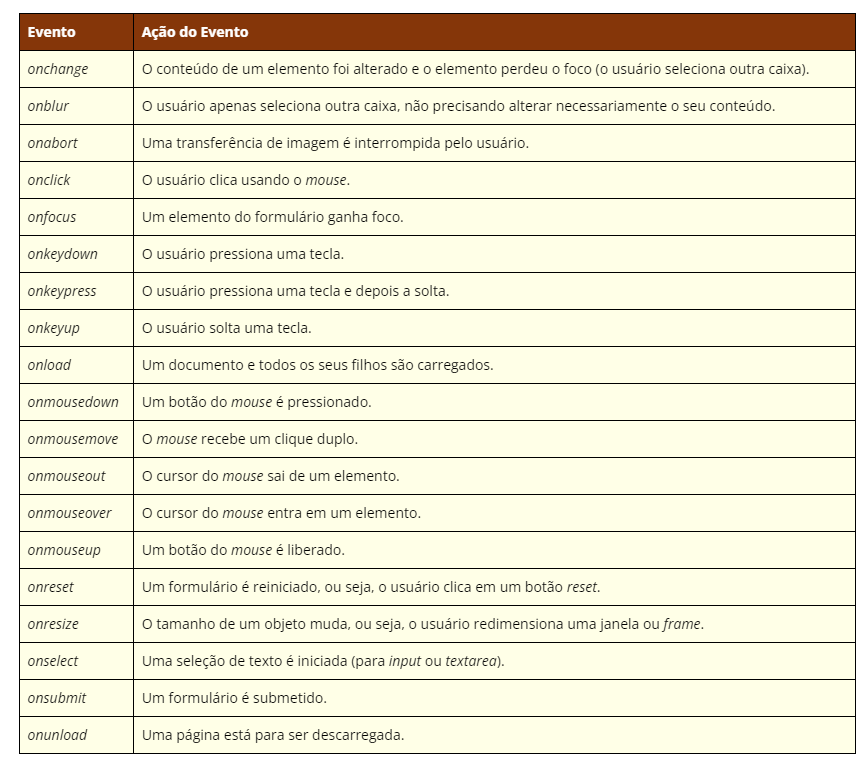 Evento Ação do Evento
onchange O conteúdo de um elemento foi alterado e o elemento perdeu o foco (o usuário seleciona outra caixa).
onblur O usuário apenas seleciona outra caixa, não precisando alterar necessariamente o seu conteúdo.
onabort Uma transferência de imagem é interrompida pelo usuário.
onclick O usuário clica usando o mouse.
onfocus Um elemento do formulário ganha foco.
onkeydown O usuário pressiona uma tecla.
onkeypress O usuário pressiona uma tecla e depois a solta.
onkeyup O usuário solta uma tecla.
onload Um documento e todos os seus filhos são carregados.
onmousedown Um botão do mouse é pressionado.
onmousemove O mouse recebe um clique duplo.
onmouseout O cursor do mouse sai de um elemento.
onmouseover O cursor do mouse entra em um elemento.
onmouseup Um botão do mouse é liberado.
onreset Um formulário é reiniciado, ou seja, o usuário clica em um botão reset.
onresize O tamanho de um objeto muda, ou seja, o usuário redimensiona uma janela ou frame.
onselect Uma seleção de texto é iniciada (para input ou textarea).
onsubmit Um formulário é submetido.
onunload Uma página está para ser descarregada.